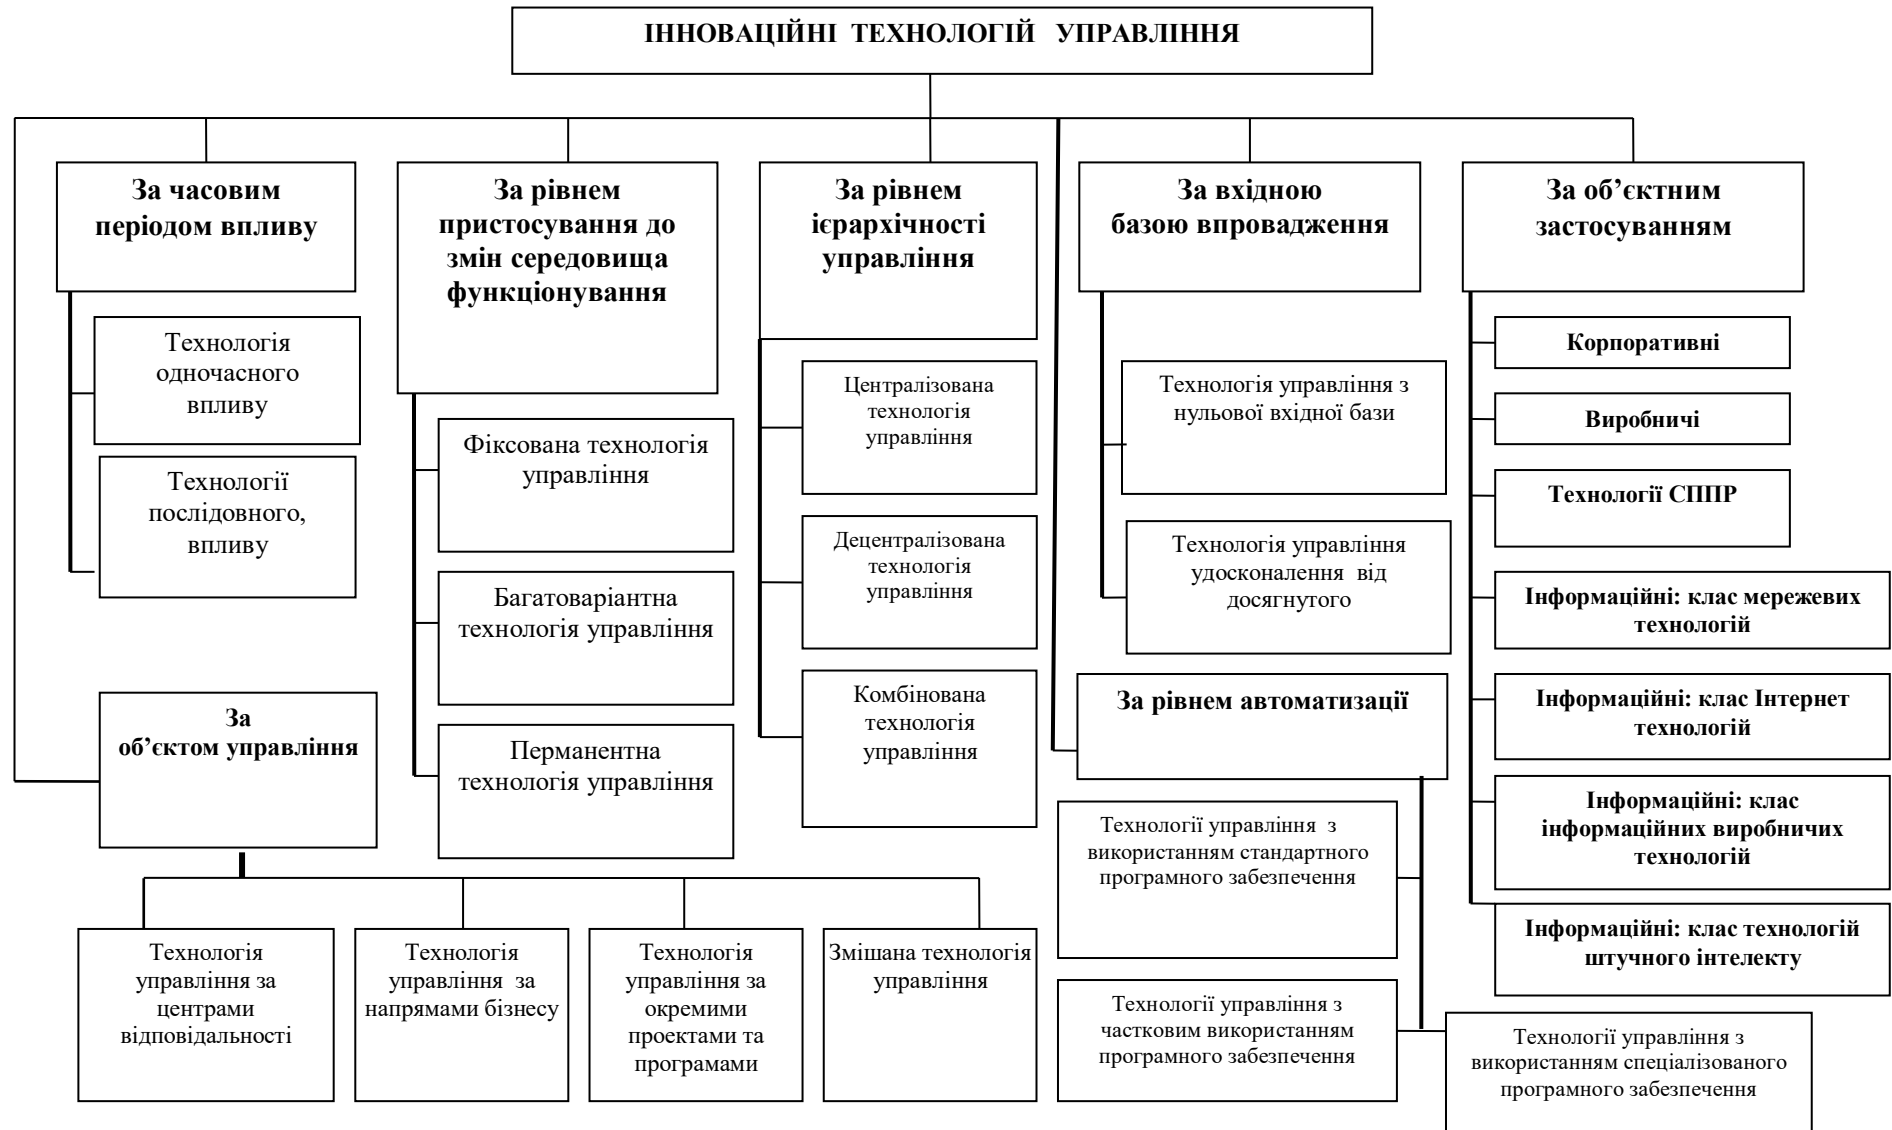 ІННОВАЦІЙНІ ТЕХНОЛОГІЙ УПРАВЛІННЯ
За часовим
періодом впливу
Технологія
одночасного
впливу
Технології
послідовного,
впливу
За рівнем
пристосування до
змін середовища
функціонування
Фіксована технологія
управління
Багатоваріантна
технологія управління
Перманентна
технологія управління
За рівнем
ієрархічності
управління
Централізована
технологія
управління
Децентралізована
технологія
управління
Комбінована
технологія
управління
За вхідною
базою впровадження
Технологія управління з
нульової вхідної бази
Технологія управління
удосконалення від
досягнутого
За об’єктним
застосуванням
Корпоративні
Виробничі
Технології СППР
Інформаційні: клас мережевих
технологій
Інформаційні: клас Інтернет
технологій
Інформаційні: клас
інформаційних виробничих
технологій
Інформаційні: клас технологій
штучного інтелекту
За
об’єктом управління
Технологія
управління за
центрами
відповідальності
Технологія
управління за
напрямами бізнесу
Технологія
управління за
окремими
проектами та
програмами
Змішана технологія
управління
За рівнем автоматизації
Технології управління з
використанням стандартного
програмного забезпечення
Технології управління з
частковим використанням
програмного забезпечення
Технології управління з
використанням спеціалізованого
програмного забезпечення